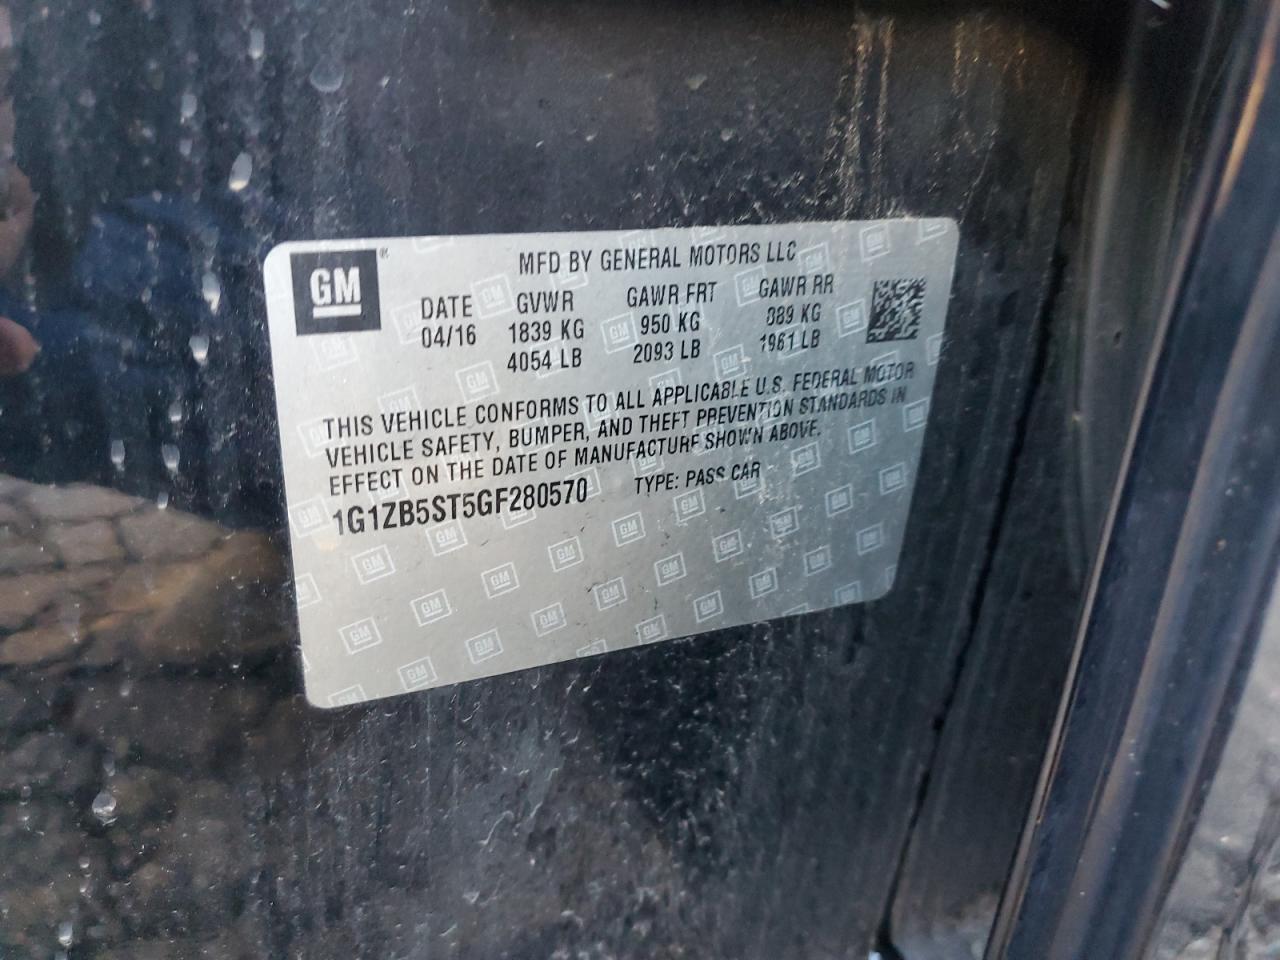 GM
MFD BY GENERAL MOTORS LLC
DATE GVWR GAWR FRT GAWR RR
04/16 1839 KG 950 KG 889 KG
4054 LB 2093 LB 1961 LB
THIS VEHICLE CONFORMS TO ALL APPLICABLE U.S. FEDERAL MOTOR
VEHICLE SAFETY, BUMPER, AND THEFT PREVENTION STANDARDS IN
EFFECT ON THE DATE OF MANUFACTURE SHOWN ABOVE.
1G1ZB5ST5GF280570 TYPE: PASS CAR